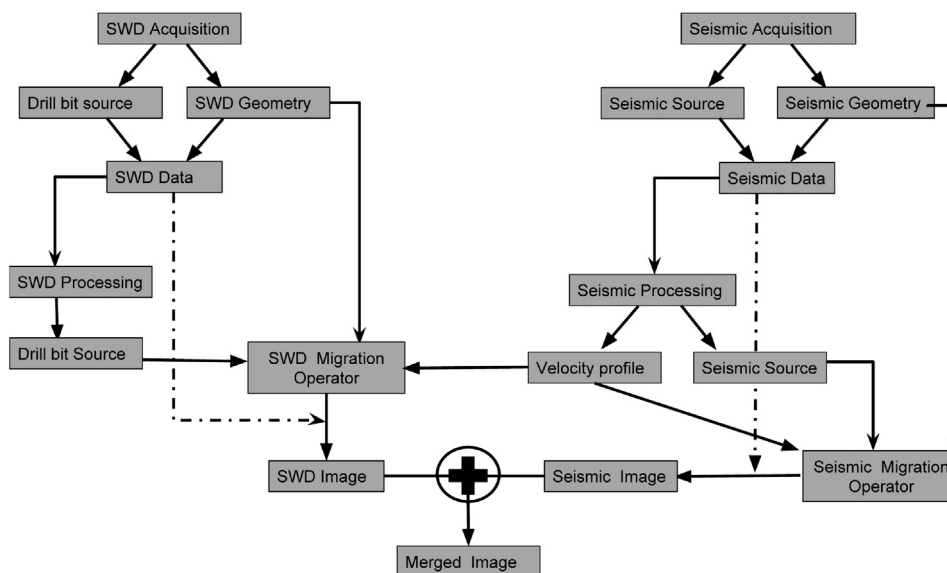 SWD Acquisition
Seismic Acquisition
Drill bit source
SWD Geometry
Seismic Source
Seismic Geometry
SWD Data
Seismic Data
SWD Processing
Seismic Processing
Drill bit Source
SWD Migration
Operator
Velocity profile
Seismic Source
SWD Image
Seismic Image
Seismic Migration
Operator
Merged Image